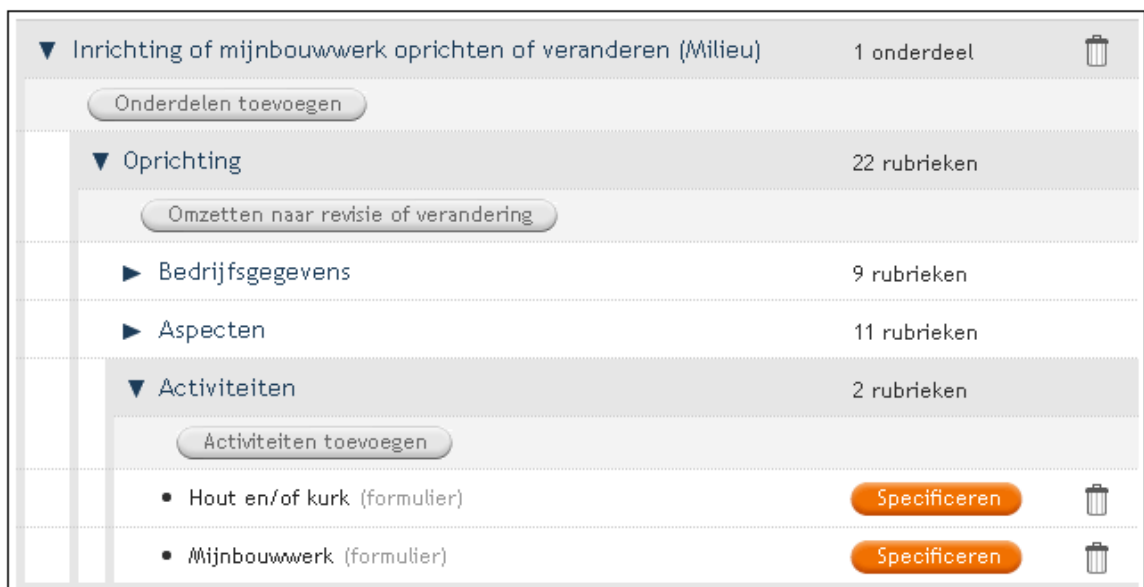 Inrichting of mijnbouwwerk oprichten of veranderen (Milieu) 1 onderdeel
Onderdelen toevoegen
Oprichting 22 rubrieken
Omzetten naar revisie of verandering
Bedrijfsgegevens 9 rubrieken
Aspecten 11 rubrieken
Activiteiten 2 rubrieken
Activiteiten toevoegen
Hout en/of kurk (formulier) Specificeren
Mijnbouwwerk (formulier) Specificeren